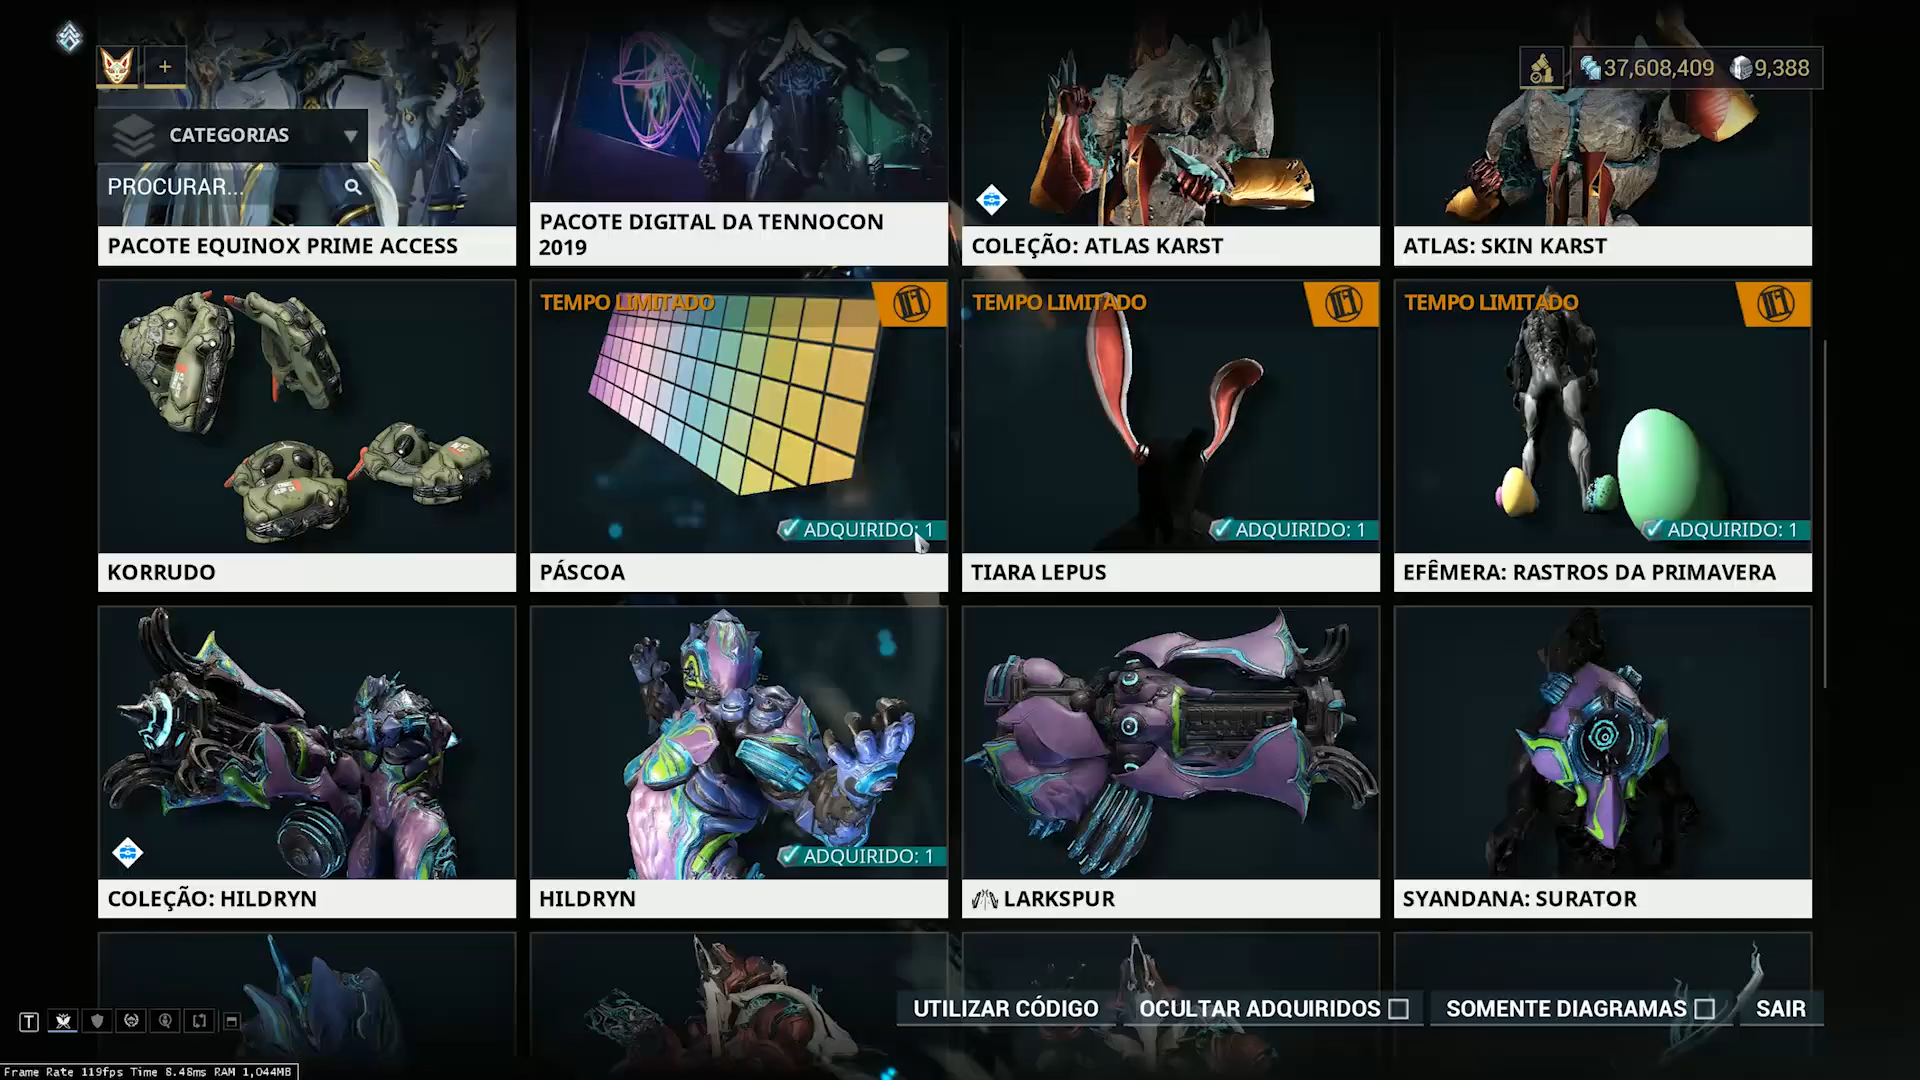 37,608,409 9,388
CATEGORIAS
PROCURAR...
PACOTE EQUINOX PRIME ACCESS
PACOTE DIGITAL DA TENNOCON
2019
COLEÇÃO: ATLAS KARST
ATLAS: SKIN KARST
TEMPO LIMITADO
TEMPO LIMITADO
TEMPO LIMITADO
ADQUIRIDO: 1
ADQUIRIDO: 1
ADQUIRIDO: 1
KORRUDO
PÁSCOA
TIARA LEPUS
EFÊMERA: RASTROS DA PRIMAVERA
ADQUIRIDO: 1
COLEÇÃO: HILDRYN
HILDRYN
LARKSPUR
SYANDANA: SURATOR
T
UTILIZAR CÓDIGO
OCULTAR ADQUIRIDOS
SOMENTE DIAGRAMAS
SAIR
Frame Rate 119fps Time 8.48ms RAM 1,044MB